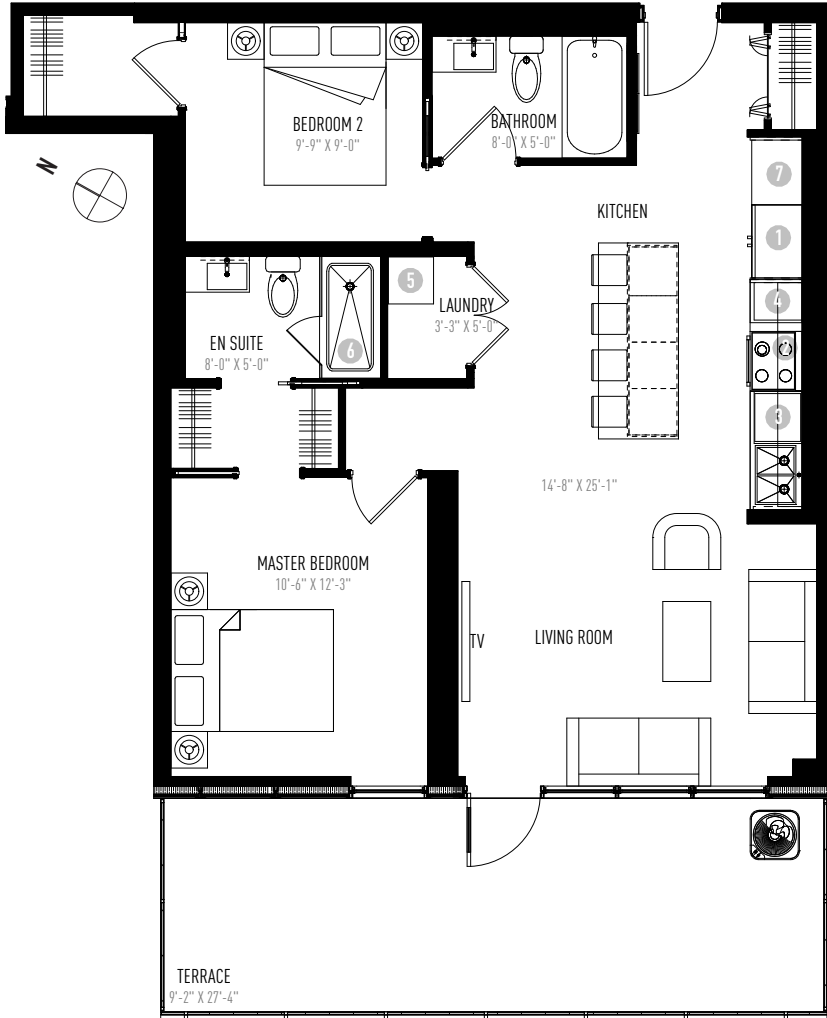 BEDROOM 2
9'-9" X 9'-0"
BATHROOM
8'-0" X 5'-0"
N
7
KITCHEN
1
5
4
LAUNDRY
3'-3" X 5'-0"
EN SUITE
8'-0" X 5'-0"
6
2
3
14'-8" X 25'-1"
MASTER BEDROOM
10'-6" X 12'-3"
TV
LIVING ROOM
TERRACE
9'-2" X 27'-4"